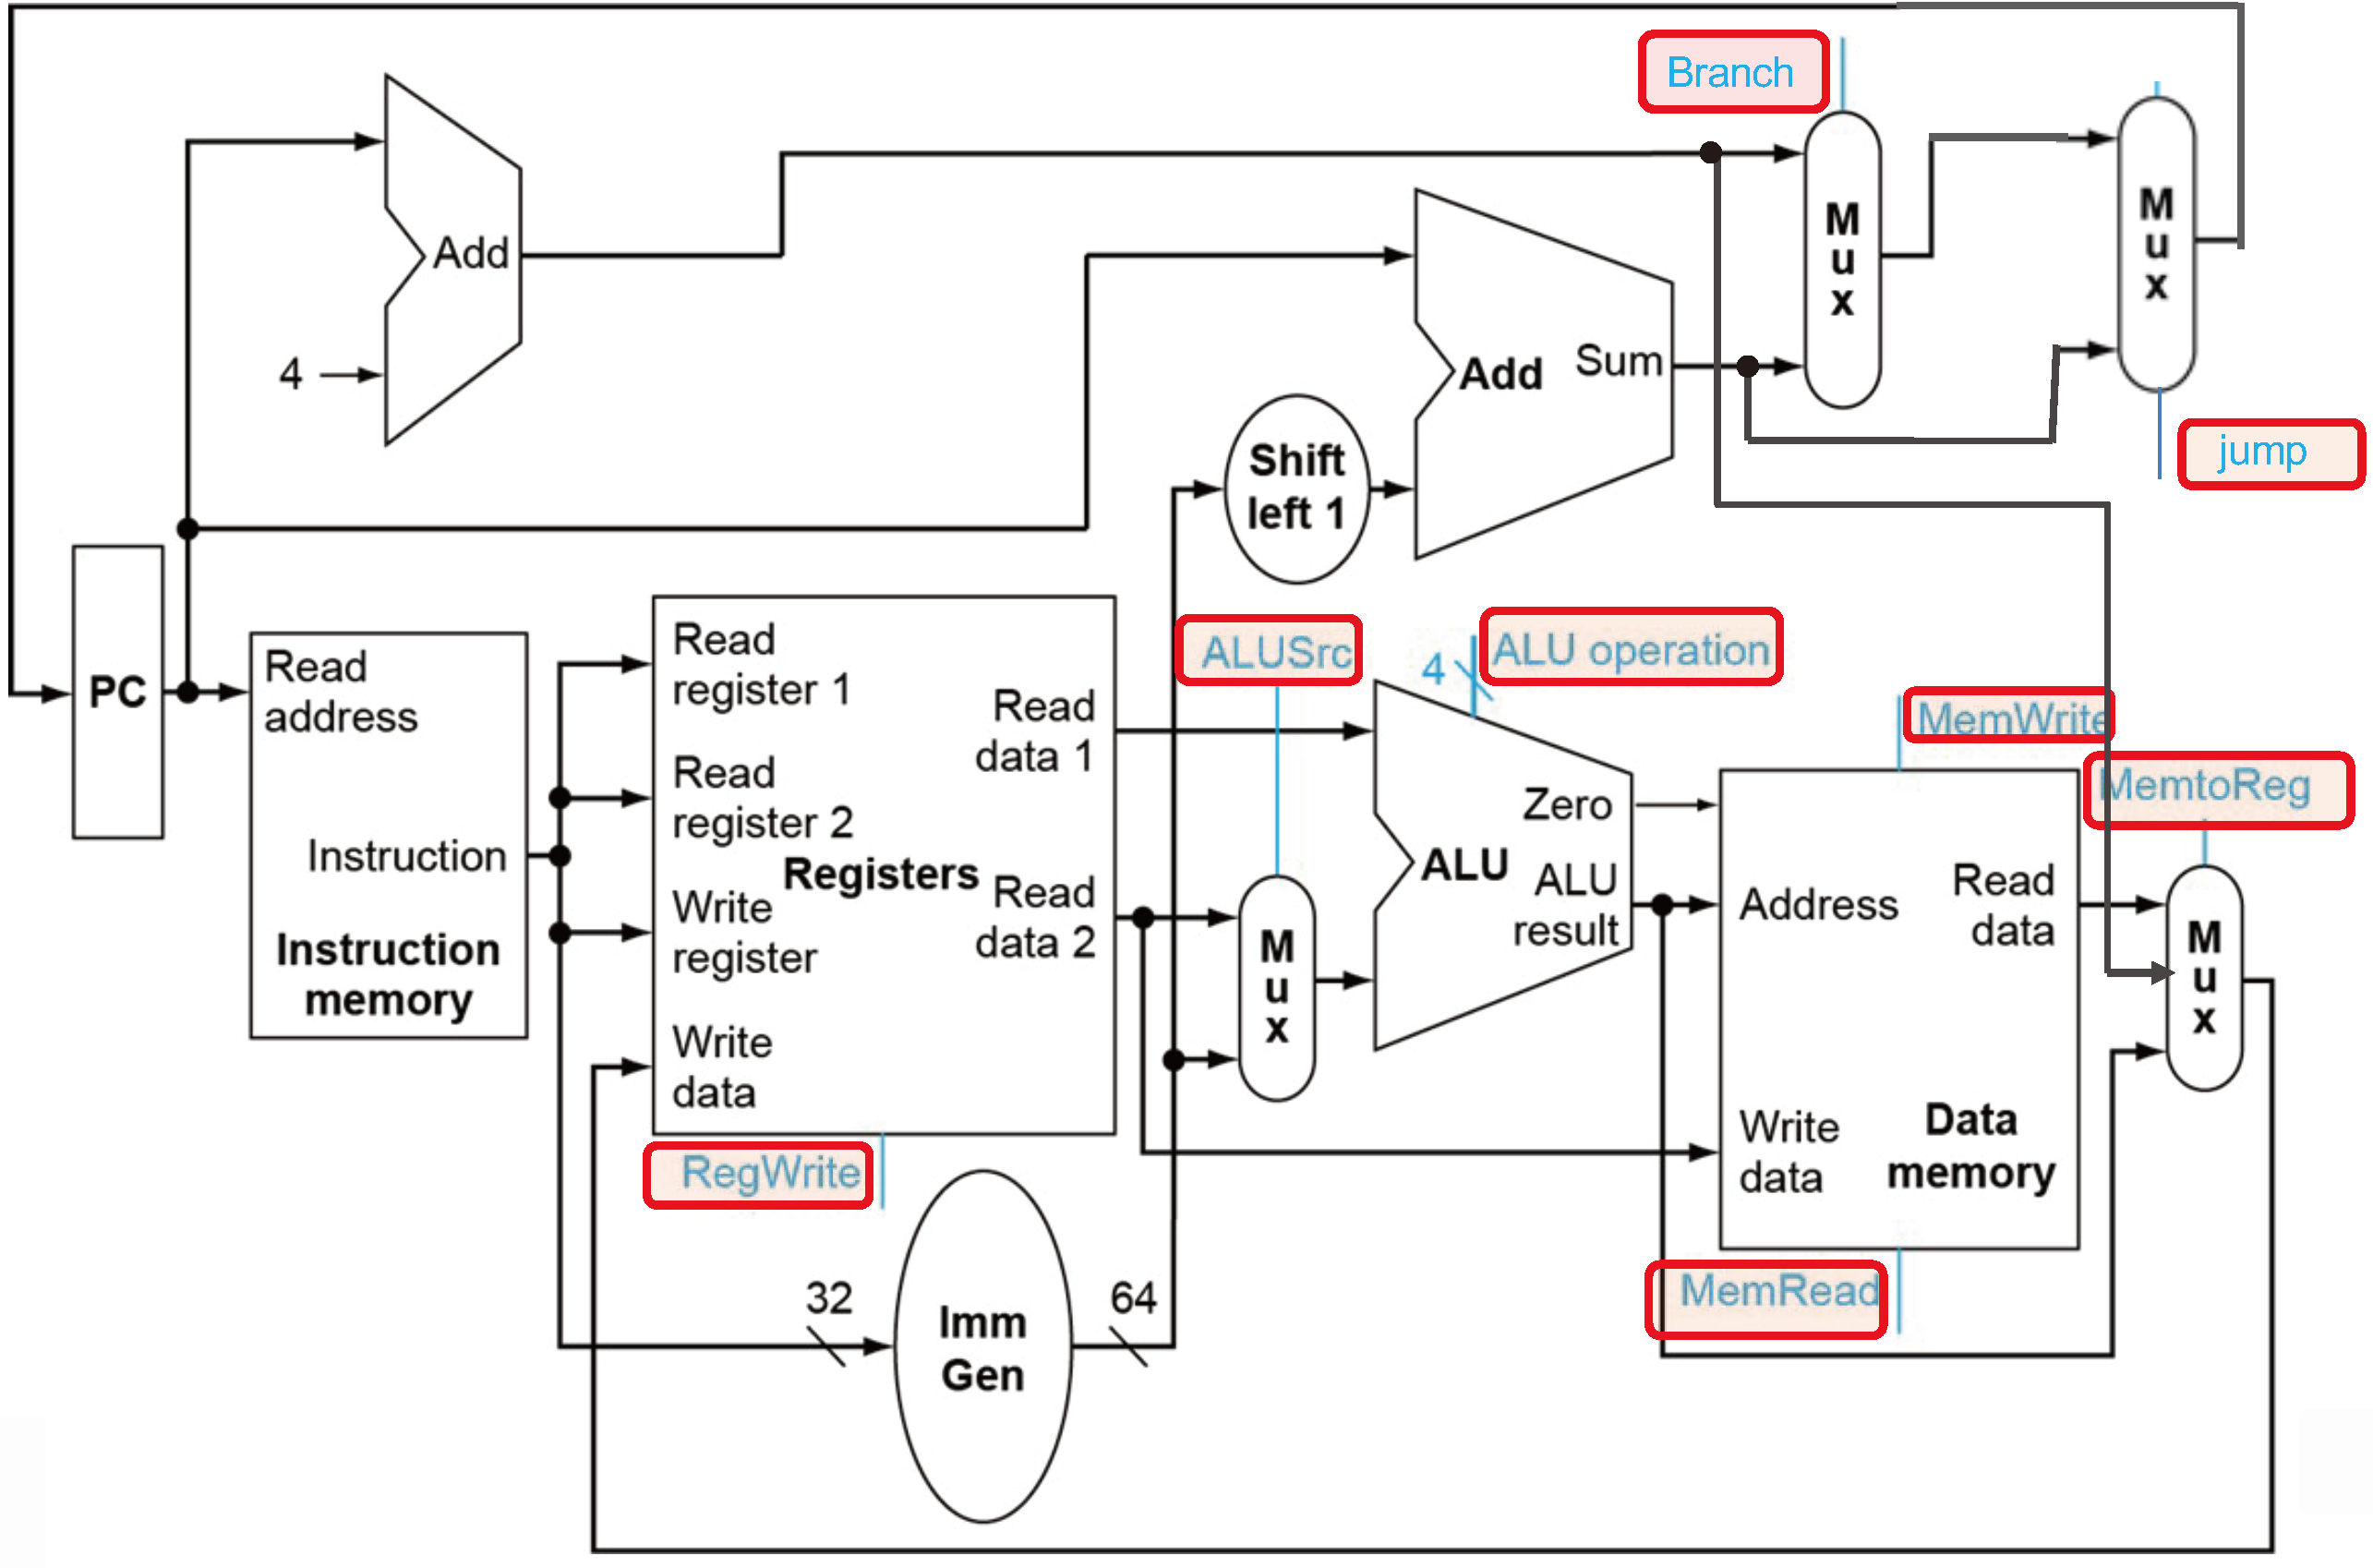 Branch
M
u
x
M
u
x
Add
4
Add
Sum
Shift
left 1
jump
PC
Read
address
Instruction
Instruction
memory
Read
register 1
Read
register 2
Registers
Write
register
Write
data
Read
data 1
Read
data 2
RegWrite
ALUSrc
M
u
x
4
ALU operation
Zero
ALU
ALU
result
MemWrite
MemtoReg
Address
Read
data
Write
data
Data
memory
M
u
x
MemRead
32
Imm
Gen
64